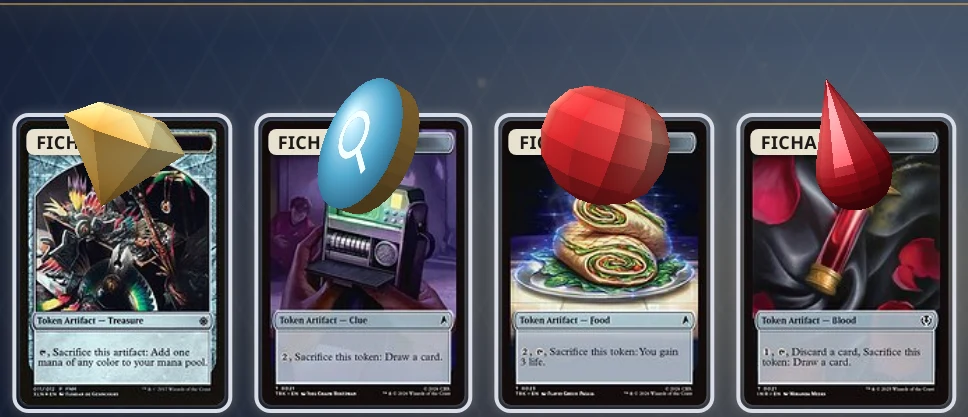 FICH
FICH
FIC
FICHA
Token Artifact — Treasure
Token Artifact — Clue
Token Artifact — Food
Token Artifact — Blood
, Sacrifice this artifact: Add one
mana of any color to your mana pool.
2, Sacrifice this token: Draw a card.
2, , Sacrifice this token: You gain
3 life.
1, , Discard a card, Sacrifice this
token: Draw a card.